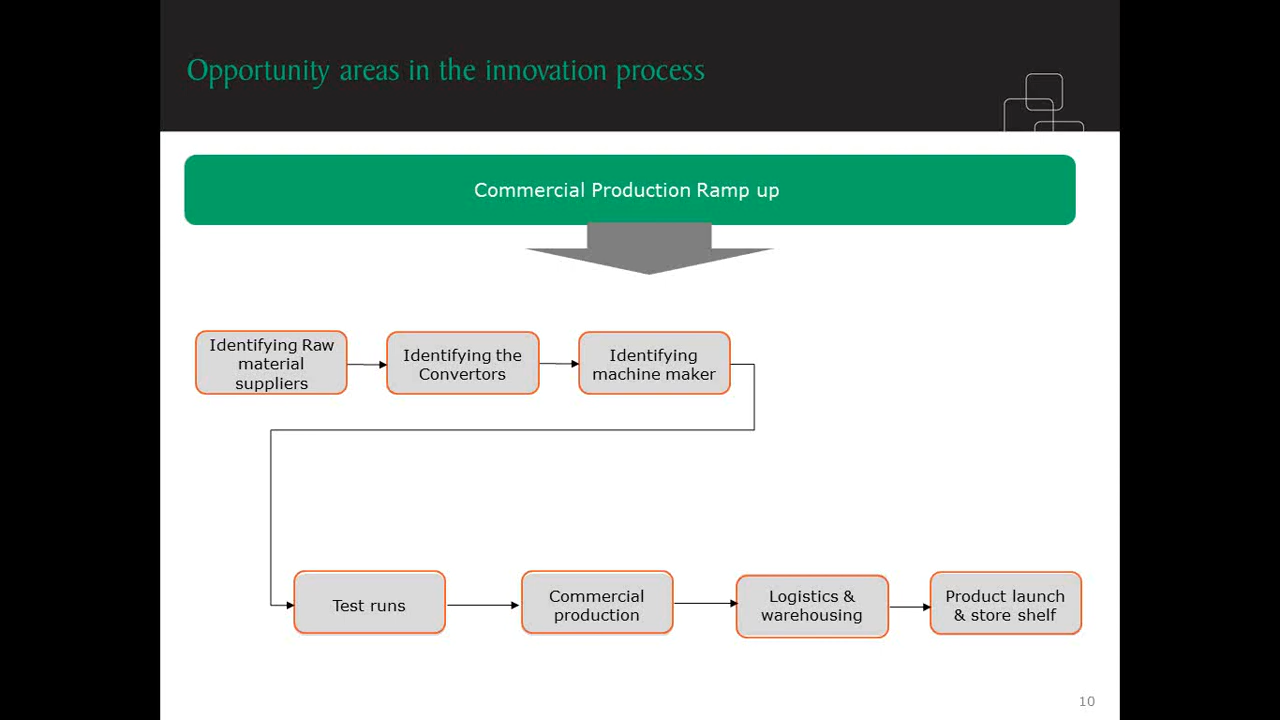 Opportunity areas in the innovation process
Commercial Production Ramp up
Identifying Raw
material
suppliers
Identifying the
Convertors
Identifying
machine maker
Test runs
Commercial
production
Logistics &
warehousing
Product launch
& store shelf
10